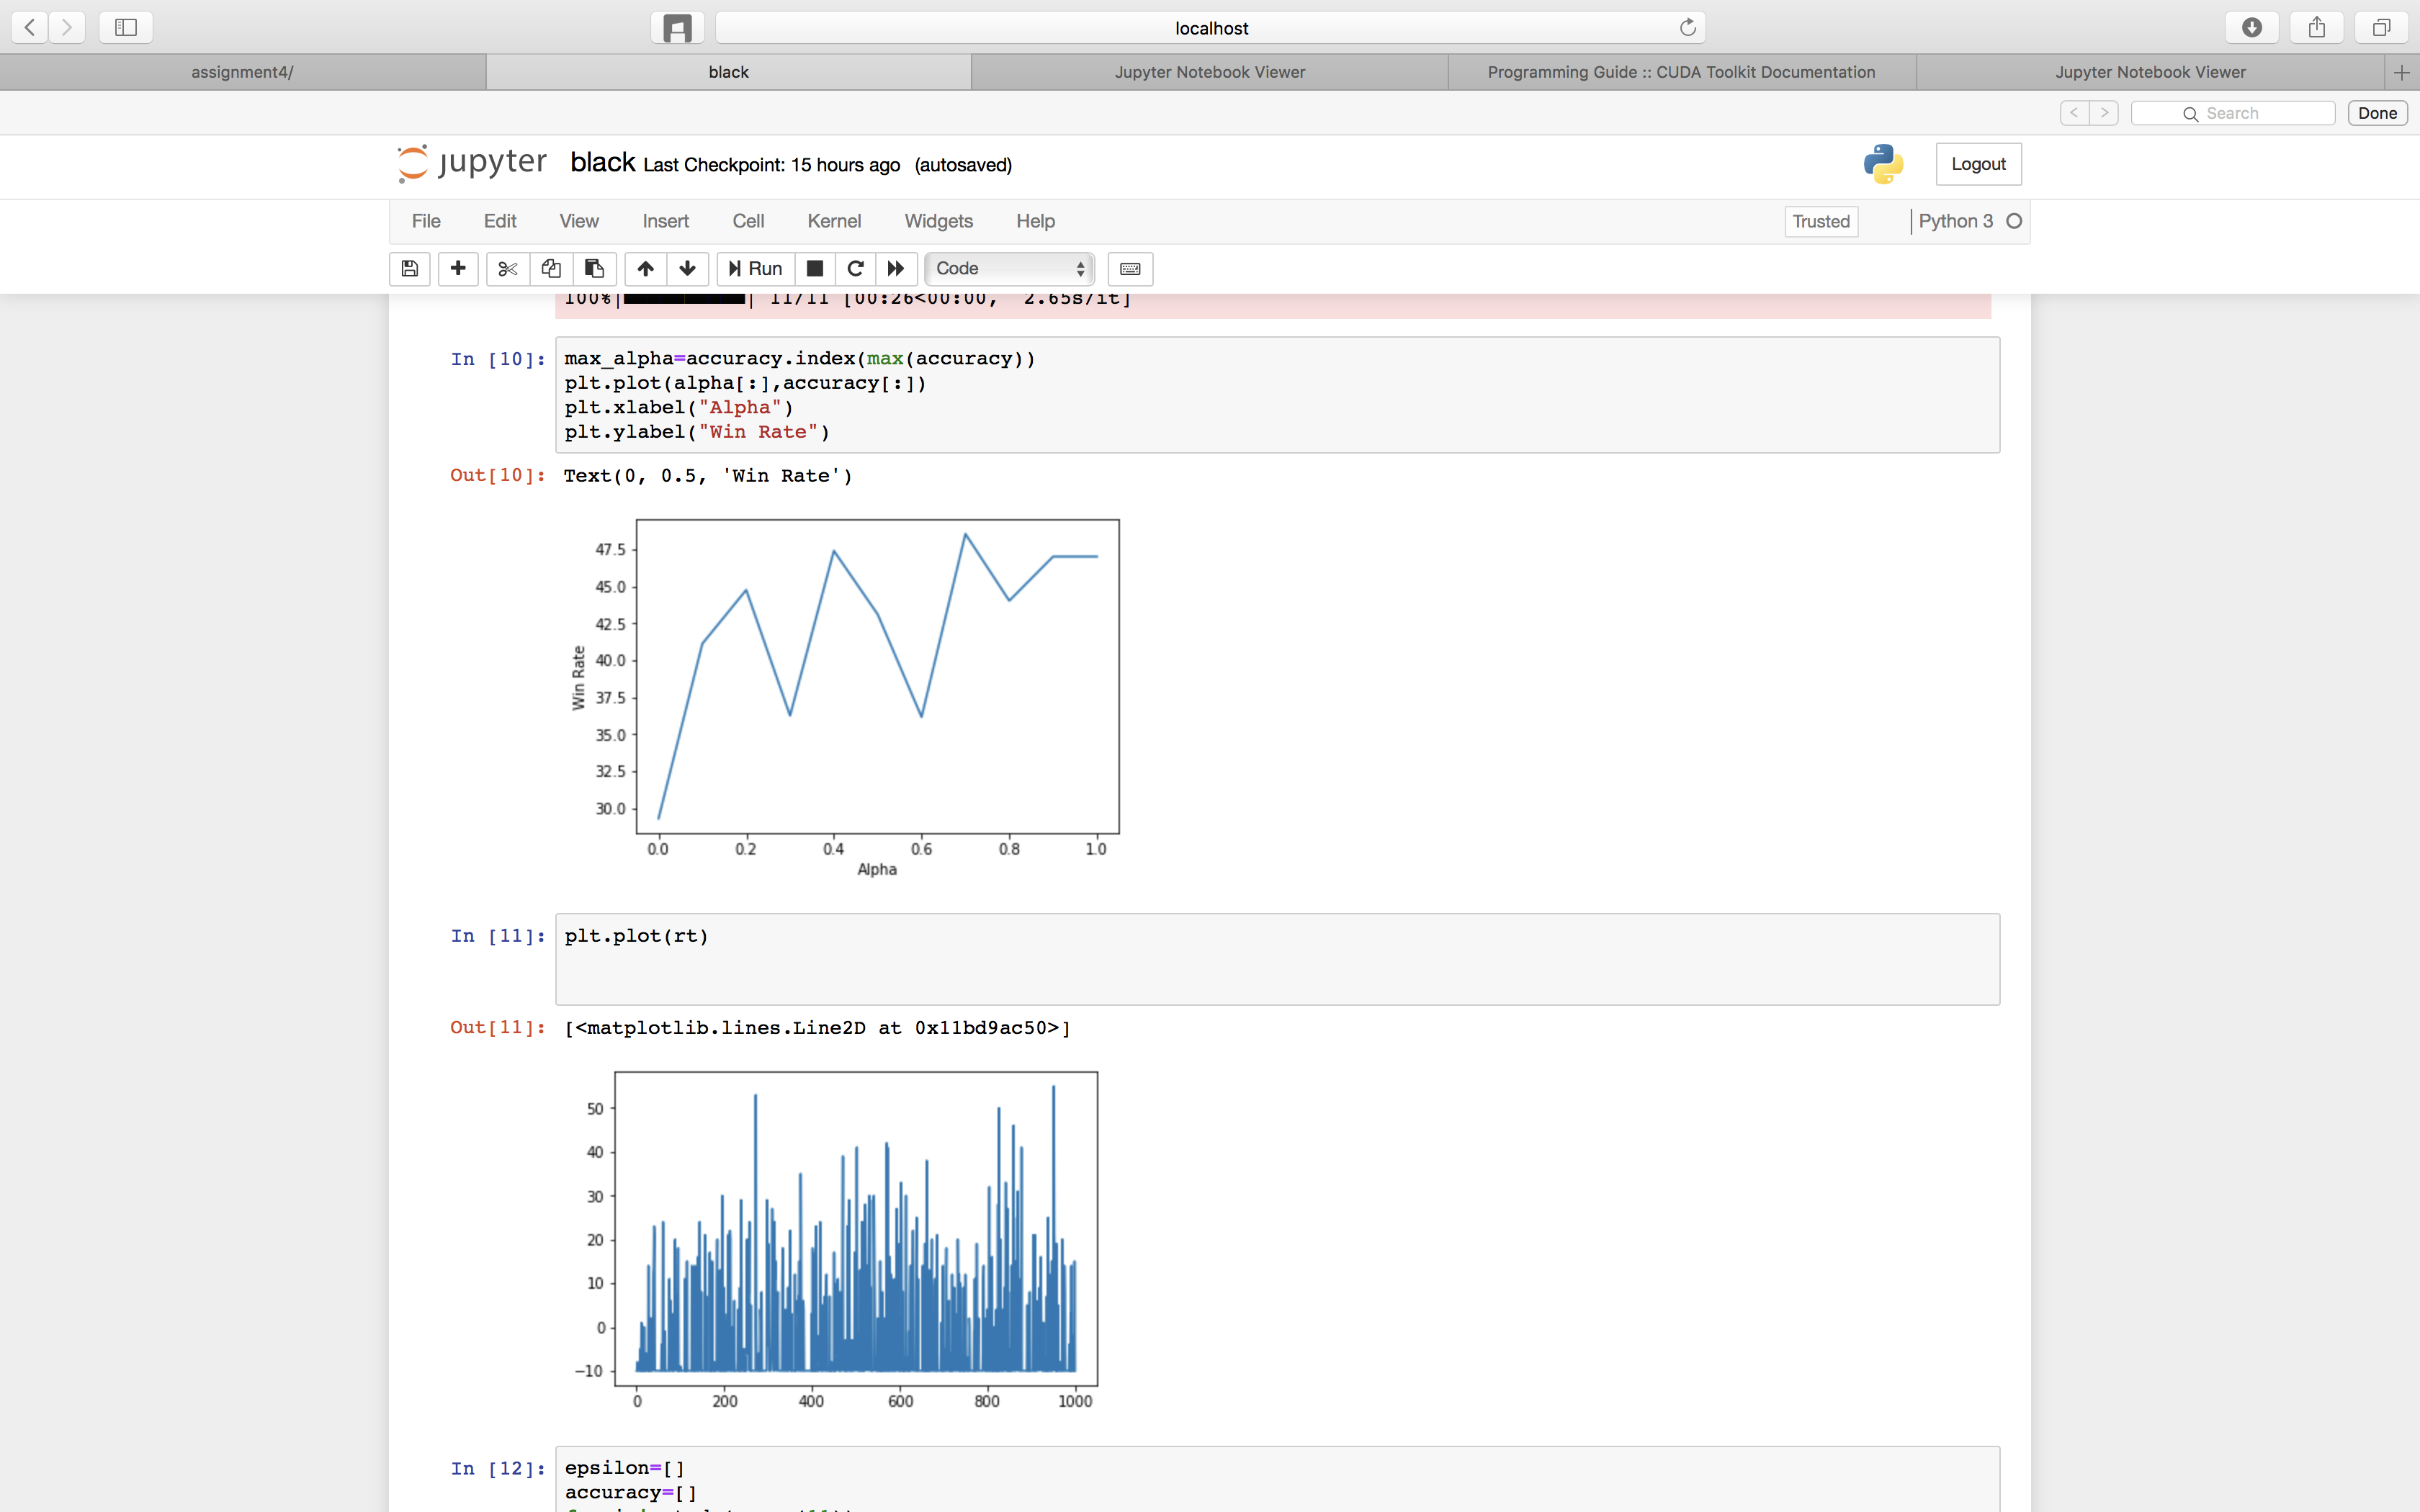 localhost
assignment4/
black
Jupyter Notebook Viewer
Programming Guide :: CUDA Toolkit Documentation
Jupyter Notebook Viewer
Search
Done
jupyter black Last Checkpoint: 15 hours ago (autosaved)
Logout
File Edit View Insert Cell Kernel Widgets Help
Trusted
Python 3
Run
Code
100%| | 11/11 [00:26<00:00, 2.65s/it]
In [10]: max_alpha=accuracy.index(max(accuracy))
plt.plot(alpha[:],accuracy[:])
plt.xlabel("Alpha")
plt.ylabel("Win Rate")
Out[10]: Text(0, 0.5, 'Win Rate')
47.5
45.0
42.5
40.0
37.5
35.0
32.5
30.0
Win Rate
0.0 0.2 0.4 0.6 0.8 1.0
Alpha
In [11]: plt.plot(rt)
Out[11]: [<matplotlib.lines.Line2D at 0x11bd9ac50>]
50
40
30
20
10
0
−10
0 200 400 600 800 1000
In [12]: epsilon=[]
accuracy=[]